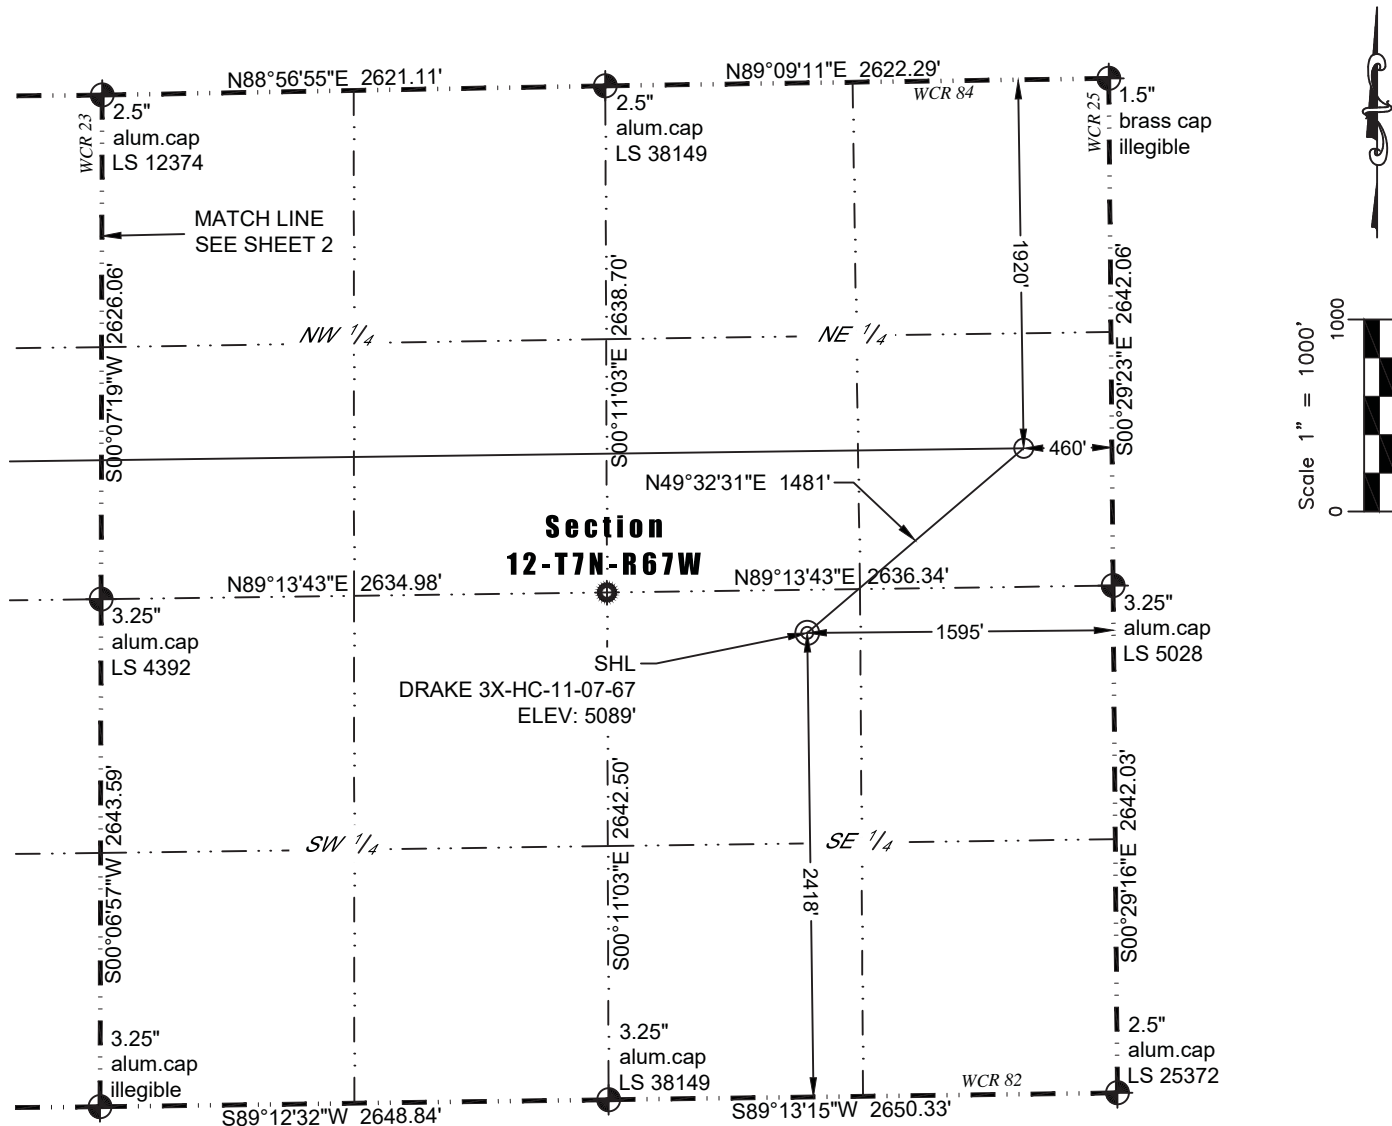 N88°56'55"E 2621.11'
N89°09'11"E 2622.29'
WCR 84
WCR 23
2.5"
alum.cap
LS 12374
2.5"
alum.cap
LS 38149
WCR 25
1.5"
brass cap
illegible
MATCH LINE
SEE SHEET 2
1920'
S00°07'19"W 2626.06'
S00°11'03"E 2638.70'
S00°29'23"E 2642.06'
NW 1/4
NE 1/4
Scale 1" = 1000'
0
1000
460'
N49°32'31"E 1481'
Section
12-T7N-R67W
N89°13'43"E 2634.98'
N89°13'43"E 2636.34'
3.25"
alum.cap
LS 4392
3.25"
alum.cap
LS 5028
1595'
SHL
DRAKE 3X-HC-11-07-67
ELEV: 5089'
S00°06'57"W 2643.59'
S00°11'03"E 2642.50'
S00°29'16"E 2642.03'
SW 1/4
SE 1/4
2418'
3.25"
alum.cap
illegible
3.25"
alum.cap
LS 38149
2.5"
alum.cap
LS 25372
WCR 82
S89°12'32"W 2648.84'
S89°13'15"W 2650.33'